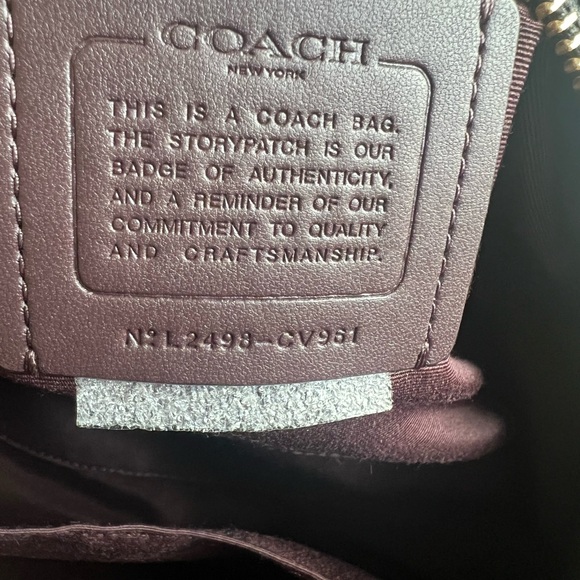 COACH
NEW YORK
THIS IS A COACH BAG.
THE STORYPATCH IS OUR
BADGE OF AUTHENTICITY,
AND A REMINDER OF OUR
COMMITMENT TO QUALITY
AND CRAFTSMANSHIP.
Nº L2498-CV961